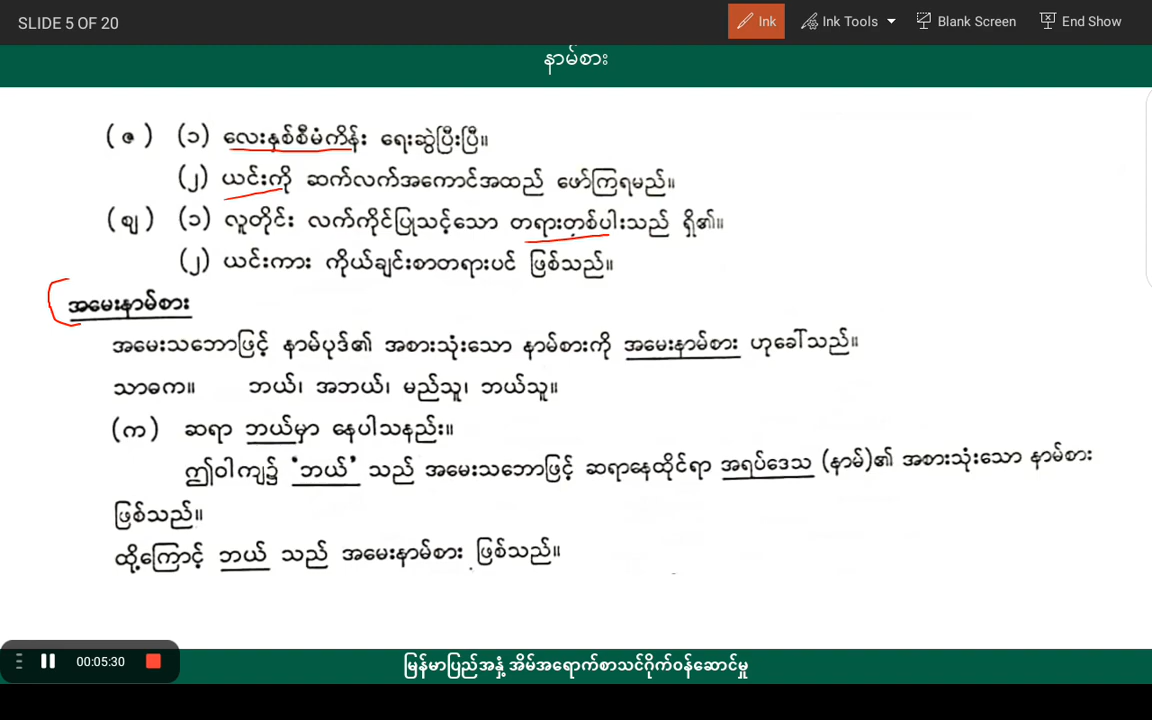 SLIDE 5 OF 20
Ink
Ink Tools
Blank Screen
End Show
နာမ်စား
(ဇ) (၁) လေးနှစ်စီမံကိန်း ရေးဆွဲပြီးပြီ။
(၂) ယင်းကို ဆက်လက်အကောင်အထည် ဖော်ကြရမည်။
(ဈ) (၁) လူတိုင်း လက်ကိုင်ပြုသင့်သော တရားတစ်ပါးသည် ရှိ၏။
(၂) ယင်းကား ကိုယ်ချင်းစာတရားပင် ဖြစ်သည်။
အမေးနာမ်စား
အမေးသဘောဖြင့် နာမ်ပုဒ်၏ အစားသုံးသော နာမ်စားကို အမေးနာမ်စား ဟုခေါ်သည်။
သာဓက။ ဘယ်၊ အဘယ်၊ မည်သူ၊ ဘယ်သူ။
(က) ဆရာ ဘယ်မှာ နေပါသနည်း။
ဤဝါကျ၌ ‘ဘယ်’ သည် အမေးသဘောဖြင့် ဆရာနေထိုင်ရာ အရပ်ဒေသ (နာမ်)၏ အစားသုံးသော နာမ်စား
ဖြစ်သည်။
ထို့ကြောင့် ဘယ် သည် အမေးနာမ်စား ဖြစ်သည်။
00:05:30
မြန်မာပြည်အနှံ့ အိမ်အရောက်စာသင်ဂိုက်ဝန်ဆောင်မှု